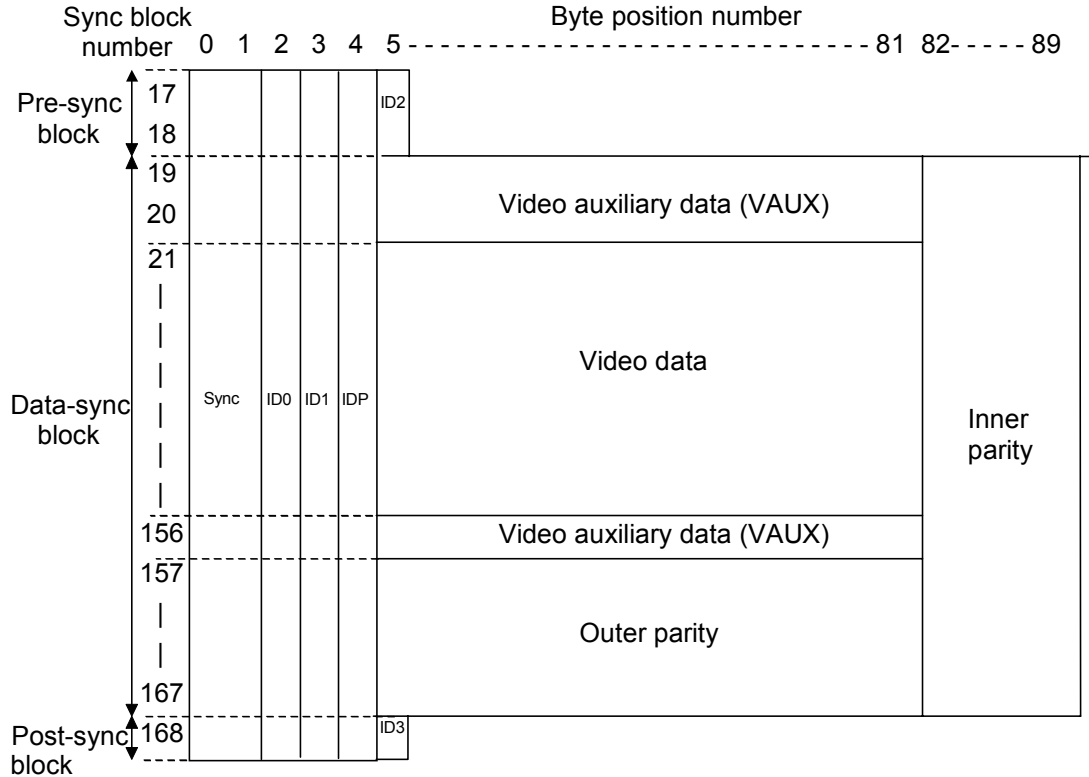 Sync block number
Byte position number
0 1 2 3 4 5 - - - - - - - - - - - - - - - - - - - - - - - - - - - - - - 81 82 - - - - - 89
Pre-sync block
17
18
ID2
Data-sync block
19
20
Video auxiliary data (VAUX)
21
Video data
Sync ID0 ID1 IDP
Inner parity
156
Video auxiliary data (VAUX)
157
Outer parity
167
Post-sync block
168
ID3